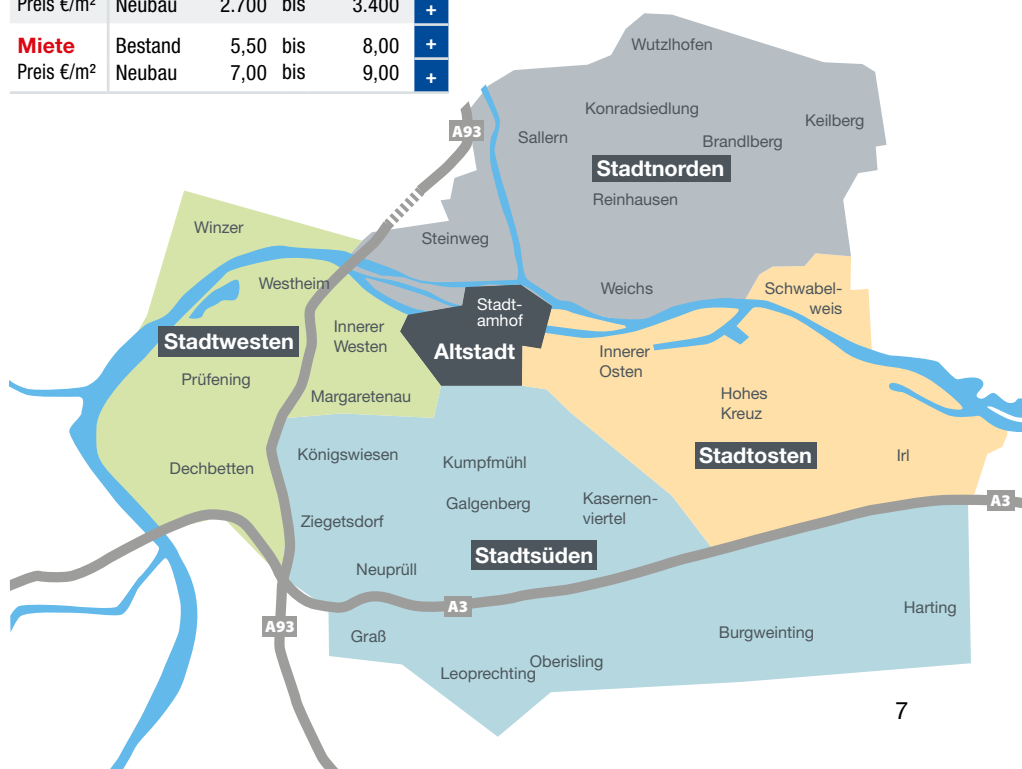 Preis €/m² Neubau 2.700 bis 3.400 +
Miete Bestand 5,50 bis 8,00 +
Preis €/m² Neubau 7,00 bis 9,00 +
Wutzlhofen
Konradsiedlung
Keilberg
A93
Sallern
Brandlberg
Stadtnorden
Reinhausen
Winzer
Steinweg
Westheim
Weichs
Schwabel-
weis
Stadt-
amhof
Innerer
Westen
Stadtwesten
Altstadt
Innerer
Osten
Prüfening
Margaretenau
Hohes
Kreuz
Königswiesen
Kumpfmühl
Stadtosten
Irl
Dechbetten
Galgenberg
Kasernen-
viertel
A3
Ziegetsdorf
Stadtsüden
Neuprüll
A3
Harting
A93
Graß
Burgweinting
Oberisling
Leoprechting
7